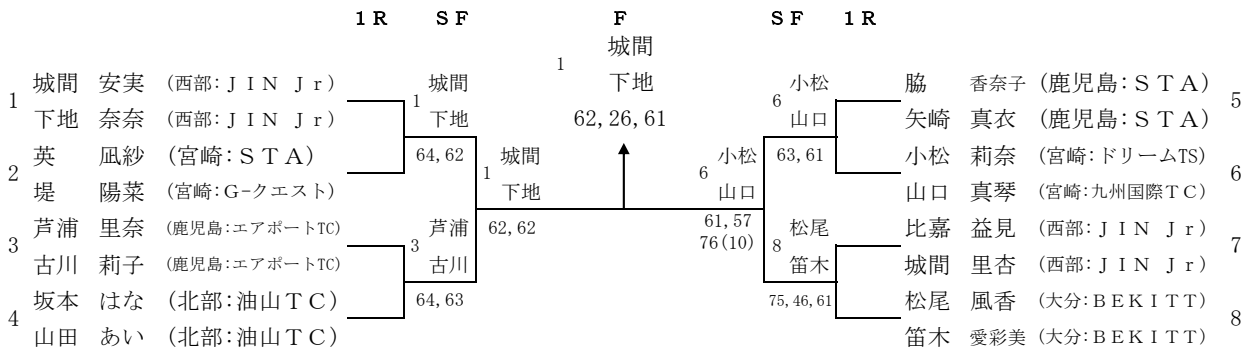 1R SF F SF 1R
1 城間 安実 (西部:JIN Jr)
下地 奈奈 (西部:JIN Jr)
2 英 凪紗 (宮崎:STA)
堤 陽菜 (宮崎:G-クエスト)
3 芦浦 里奈 (鹿児島:エアポートTC)
古川 莉子 (鹿児島:エアポートTC)
4 坂本 はな (北部:油山TC)
山田 あい (北部:油山TC)
1 城間
下地
64,62
3 芦浦
古川
64,63
1 城間
下地
62,62
1 城間
下地
62,26,61
6 小松
山口
61,57
76(10)
6 小松
山口
63,61
8 松尾
笛木
75,46,61
脇 香奈子 (鹿児島:STA) 5
矢崎 真衣 (鹿児島:STA)
小松 莉奈 (宮崎:ドリームTS) 6
山口 真琴 (宮崎:九州国際TC)
比嘉 益見 (西部:JIN Jr) 7
城間 里杏 (西部:JIN Jr)
松尾 風香 (大分:BEKITT) 8
笛木 愛彩美 (大分:BEKITT)